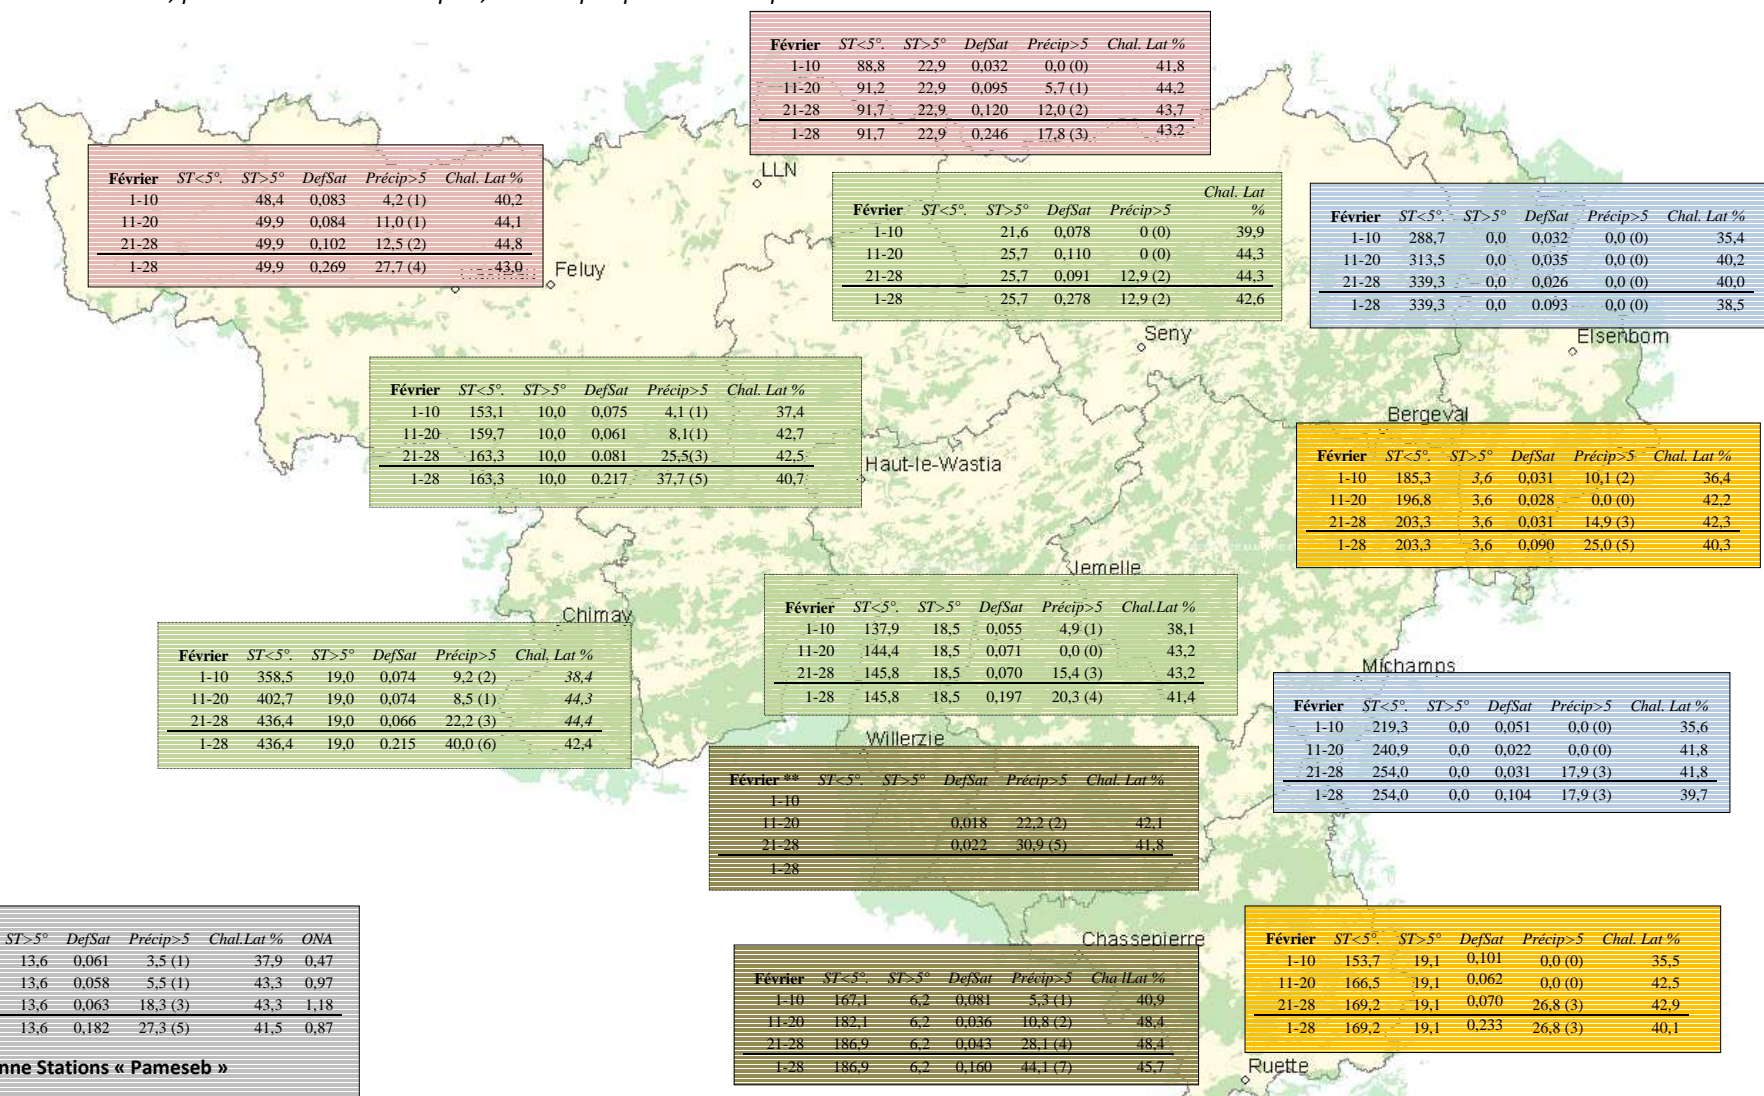 Février ST<5°. ST>5° DefSat Précip>5 Chal. Lat %
1-10 88,8 22,9 0,032 0,0 (0) 41,8
11-20 91,2 22,9 0,095 5,7 (1) 44,2
21-28 91,7 22,9 0,120 12,0 (2) 43,7
1-28 91,7 22,9 0,246 17,8 (3) 43,2
LLN
Février ST<5°. ST>5° DefSat Précip>5 Chal. Lat %
1-10 48,4 0,083 4,2 (1) 40,2
11-20 49,9 0,084 11,0 (1) 44,1
21-28 49,9 0,102 12,5 (2) 44,8
1-28 49,9 0,269 27,7 (4) 43,0
Feluy
Chal. Lat
Février ST<5°. ST>5° DefSat Précip>5 %
1-10 21,6 0,078 0 (0) 39,9
11-20 25,7 0,110 0 (0) 44,3
21-28 25,7 0,091 12,9 (2) 44,3
1-28 25,7 0,278 12,9 (2) 42,6
Seny
Février ST<5°. ST>5° DefSat Précip>5 Chal. Lat %
1-10 288,7 0,0 0,032 0,0 (0) 35,4
11-20 313,5 0,0 0,035 0,0 (0) 40,2
21-28 339,3 0,0 0,026 0,0 (0) 40,0
1-28 339,3 0,0 0.093 0,0 (0) 38,5
Elsenborn
Février ST<5°. ST>5° DefSat Précip>5 Chal. Lat %
1-10 153,1 10,0 0,075 4,1 (1) 37,4
11-20 159,7 10,0 0,061 8,1(1) 42,7
21-28 163,3 10,0 0.081 25,5(3) 42,5
1-28 163,3 10,0 0.217 37,7 (5) 40,7
Haut-le-Wastia
Bergeval
Février ST<5°. ST>5° DefSat Précip>5 Chal. Lat %
1-10 185,3 3,6 0,031 10,1 (2) 36,4
11-20 196,8 3,6 0,028 0,0 (0) 42,2
21-28 203,3 3,6 0,031 14,9 (3) 42,3
1-28 203,3 3,6 0,090 25,0 (5) 40,3
Jemelle
Février ST<5°. ST>5° DefSat Précip>5 Chal.Lat %
1-10 137,9 18,5 0,055 4,9 (1) 38,1
11-20 144,4 18,5 0,071 0,0 (0) 43,2
21-28 145,8 18,5 0,070 15,4 (3) 43,2
1-28 145,8 18,5 0,197 20,3 (4) 41,4
Chimay
Février ST<5°. ST>5° DefSat Précip>5 Chal. Lat %
1-10 358,5 19,0 0,074 9,2 (2) 38,4
11-20 402,7 19,0 0,074 8,5 (1) 44,3
21-28 436,4 19,0 0,066 22,2 (3) 44,4
1-28 436,4 19,0 0.215 40,0 (6) 42,4
Michamps
Février ST<5°. ST>5° DefSat Précip>5 Chal. Lat %
1-10 219,3 0,0 0,051 0,0 (0) 35,6
11-20 240,9 0,0 0,022 0,0 (0) 41,8
21-28 254,0 0,0 0,031 17,9 (3) 41,8
1-28 254,0 0,0 0,104 17,9 (3) 39,7
Willerzie
Février ** ST<5°. ST>5° DefSat Précip>5 Chal. Lat %
1-10
11-20 0,018 22,2 (2) 42,1
21-28 0,022 30,9 (5) 41,8
1-28
ST>5° DefSat Précip>5 Chal.Lat % ONA
13,6 0,061 3,5 (1) 37,9 0,47
13,6 0,058 5,5 (1) 43,3 0,97
13,6 0,063 18,3 (3) 43,3 1,18
13,6 0,182 27,3 (5) 41,5 0,87
nne Stations « Pameseb »
Chassepierre
Février ST<5°. ST>5° DefSat Précip>5 Cha lLat %
1-10 167,1 6,2 0,081 5,3 (1) 40,9
11-20 182,1 6,2 0,036 10,8 (2) 48,4
21-28 186,9 6,2 0,043 28,1 (4) 48,4
1-28 186,9 6,2 0,160 44,1 (7) 45,7
Février ST<5°. ST>5° DefSat Précip>5 Chal. Lat %
1-10 153,7 19,1 0,101 0,0 (0) 35,5
11-20 166,5 19,1 0,062 0,0 (0) 42,5
21-28 169,2 19,1 0,070 26,8 (3) 42,9
1-28 169,2 19,1 0,233 26,8 (3) 40,1
Ruette